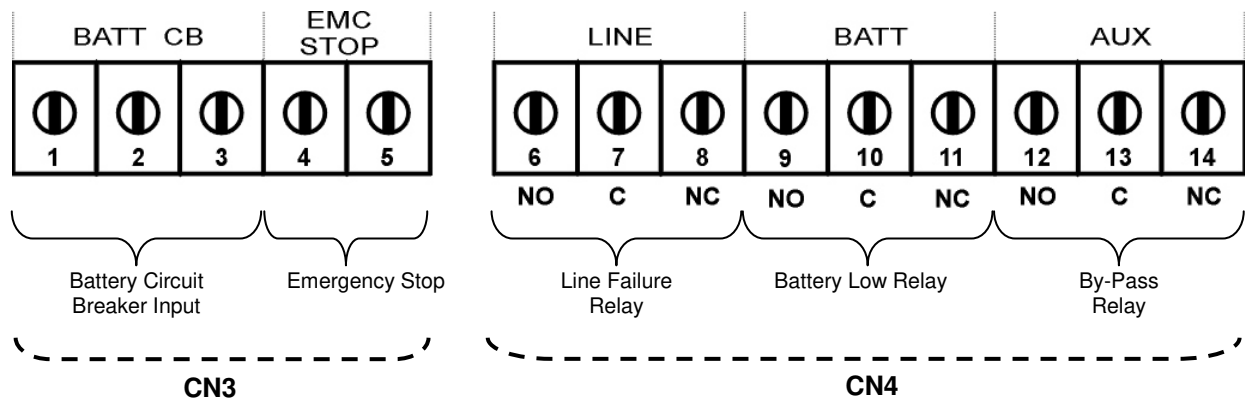 BATT CB
EMC
STOP
LINE
BATT
AUX
1 2 3 4 5
6 7 8 9 10 11 12 13 14
NO C NC NO C NC NO C NC
Battery Circuit
Breaker Input
Emergency Stop
Line Failure
Relay
Battery Low Relay
By-Pass
Relay
CN3
CN4